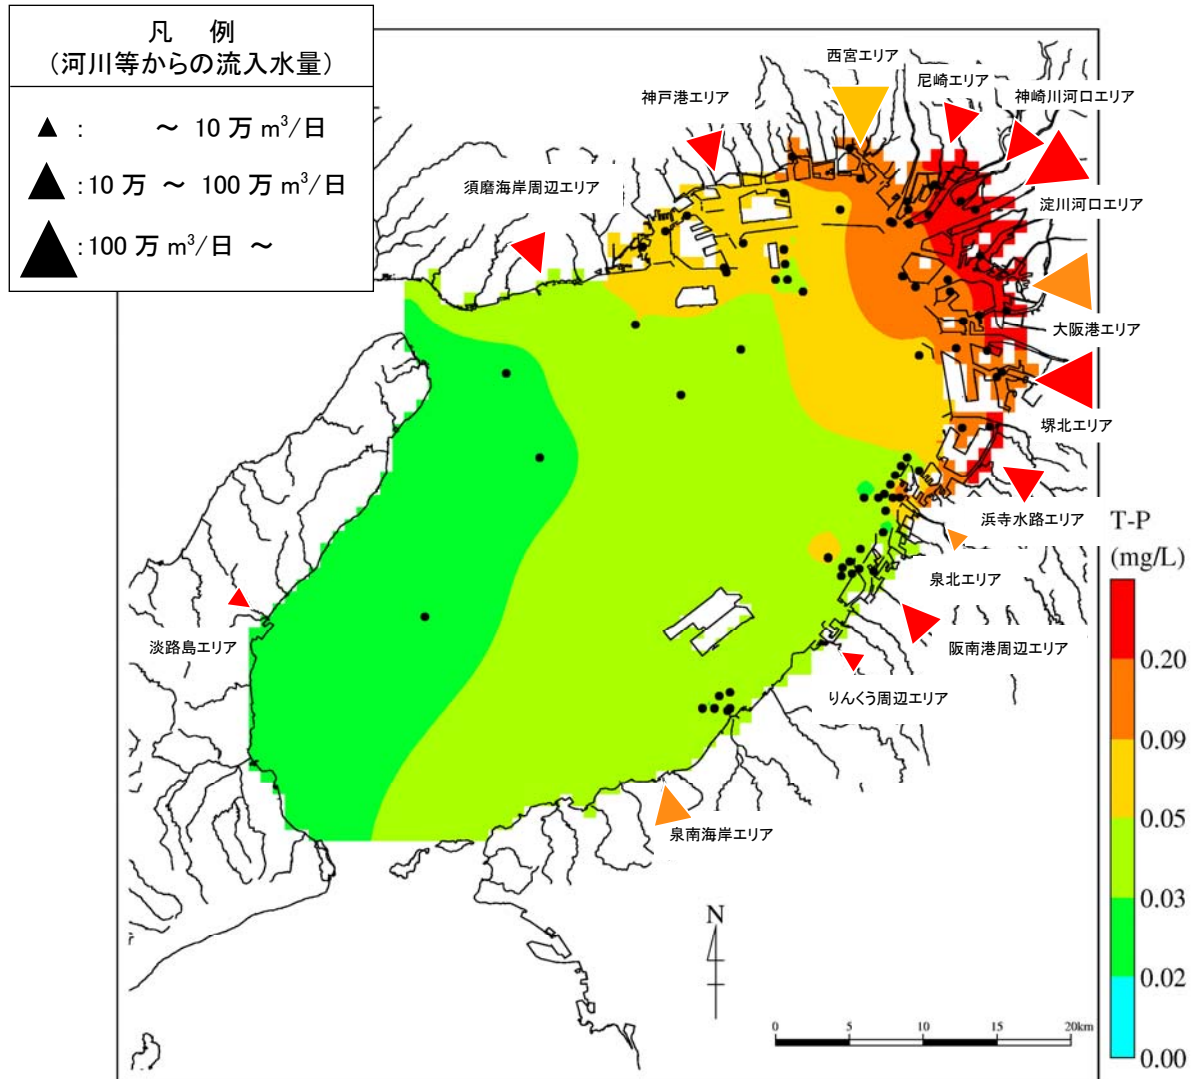 凡 例
（河川等からの流入水量）
▲ : ～ 10 万 m³/日
▲ : 10 万 ～ 100 万 m³/日
▲ : 100 万 m³/日 ～
西宮エリア
尼崎エリア
神崎川河口エリア
神戸港エリア
須磨海岸周辺エリア
淀川河口エリア
大阪港エリア
堺北エリア
浜寺水路エリア
泉北エリア
阪南港周辺エリア
りんくう周辺エリア
淡路島エリア
泉南海岸エリア
T-P
(mg/L)
0.20
0.09
0.05
0.03
0.02
0.00
N
0 5 10 15 20km